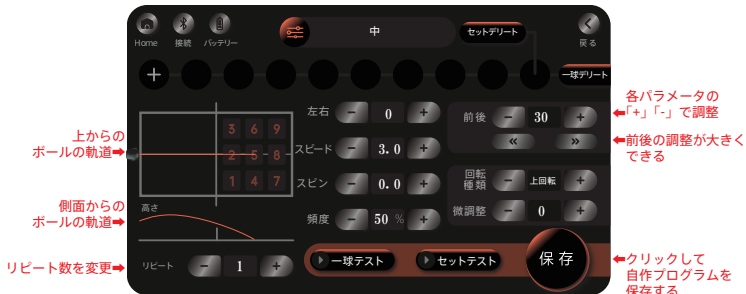 Home
接続
バッテリー
中
セットデリート
戻る
一球デリート
各パラメータの
「+」「-」で調整
前後の調整が大きく
できる
上からの
ボールの軌道
側面からの
ボールの軌道
リピート数を変更
3 6 9
2 5 8
1 4 7
高さ
左右 - 0 +
スピード - 3.0 +
スピン - 0.0 +
頻度 - 50 % +
前後 - 30 +
« »
回転
種類 - 上回転 +
微調整 - 0 +
リピート - 1 +
一球テスト
セットテスト
保存
クリックして
自作プログラムを
保存する